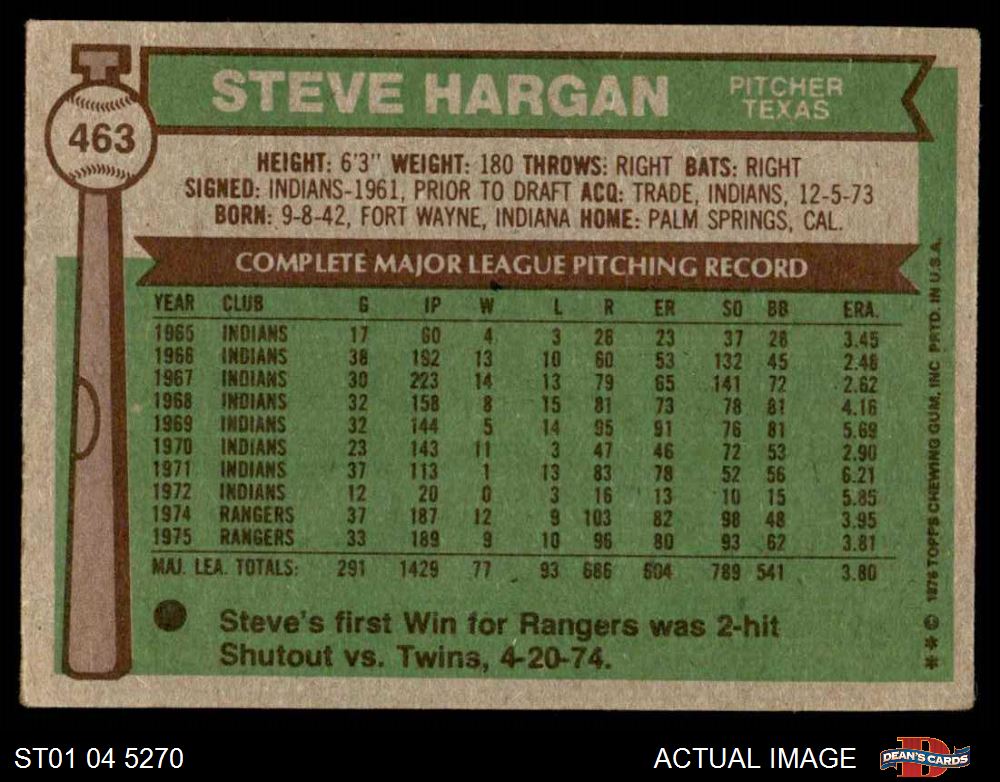 STEVE HARGAN
PITCHER
TEXAS
463
HEIGHT: 6'3" WEIGHT: 180 THROWS: RIGHT BATS: RIGHT
SIGNED: INDIANS-1961, PRIOR TO DRAFT ACQ: TRADE, INDIANS, 12-5-73
BORN: 9-8-42, FORT WAYNE, INDIANA HOME: PALM SPRINGS, CAL.
COMPLETE MAJOR LEAGUE PITCHING RECORD
YEAR CLUB G IP W L R ER SO BB ERA.
1965 INDIANS 17 60 4 3 26 23 37 28 3.45
1966 INDIANS 38 192 13 10 60 53 132 45 2.48
1967 INDIANS 30 223 14 13 79 65 141 72 2.62
1968 INDIANS 32 158 8 15 81 73 78 81 4.16
1969 INDIANS 32 144 5 14 95 91 76 81 5.69
1970 INDIANS 23 143 11 3 47 46 72 53 2.90
1971 INDIANS 37 113 1 13 83 78 52 56 6.21
1972 INDIANS 12 20 0 3 16 13 10 15 5.85
1974 RANGERS 37 187 12 9 103 82 98 48 3.95
1975 RANGERS 33 189 9 10 96 80 93 62 3.81
MAJ. LEA. TOTALS: 291 1429 77 93 686 604 789 541 3.80
Steve's first Win for Rangers was 2-hit
Shutout vs. Twins, 4-20-74.
** © 1976 TOPPS CHEWING GUM, INC PRTD. IN U.S.A.
ST01 04 5270
ACTUAL IMAGE
D
DEAN'S CARDS